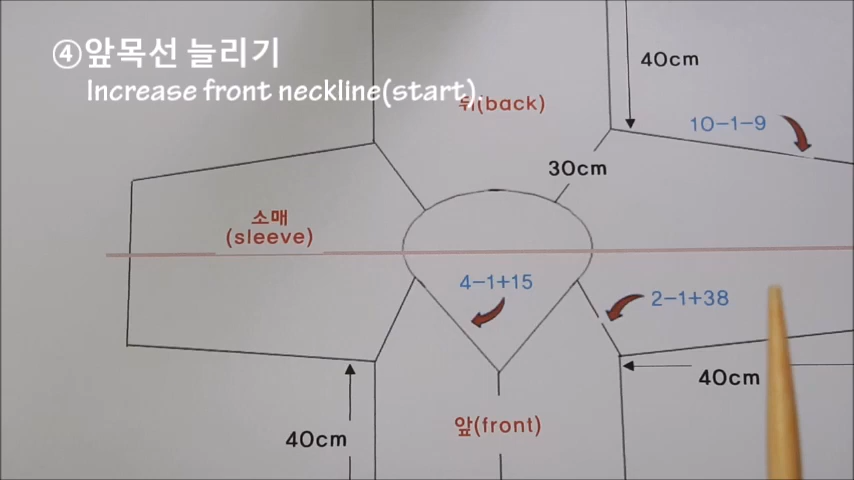 ④앞목선 늘리기
Increase front neckline(start).
40cm
뒤(back)
10-1-9
30cm
소매
(sleeve)
4-1+15
2-1+38
40cm
앞(front)
40cm